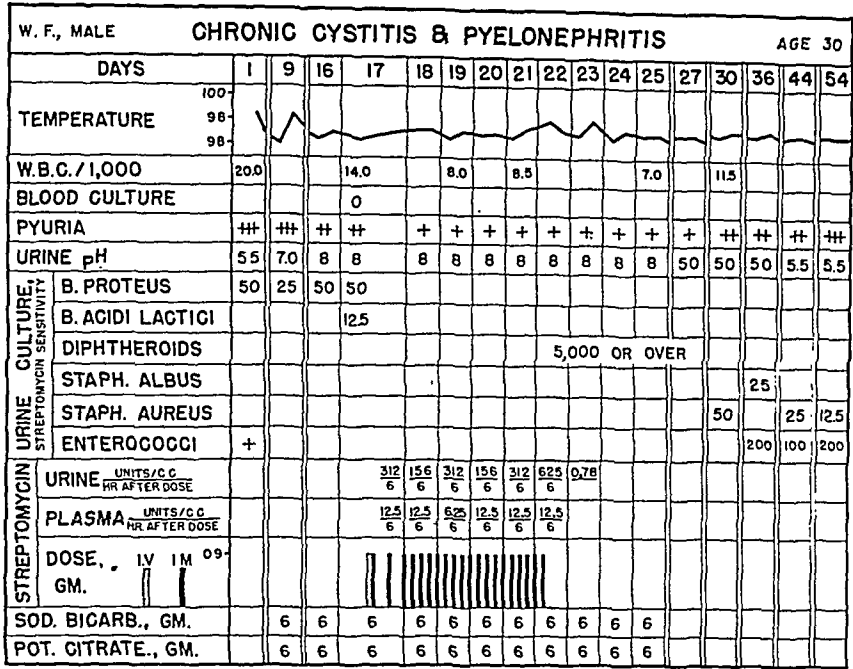 W. F., MALE CHRONIC CYSTITIS & PYELONEPHRITIS AGE 30
DAYS 1 9 16 17 18 19 20 21 22 23 24 25 27 30 36 44 54
TEMPERATURE 100- 98- 98-
W.B.C./1,000 20.0 14.0 8.0 8.5 7.0 11.5
BLOOD CULTURE 0
PYURIA +++ +++ ++ ++ + + + + + + + + + ++ ++ ++ +++
URINE pH 5.5 7.0 8 8 8 8 8 8 8 8 8 8 50 50 50 5.5 5.5
URINE CULTURE, STREPTOMYCIN SENSITIVITY
B. PROTEUS 50 25 50 50
B. ACIDI LACTICI 12.5
DIPHTHEROIDS 5,000 OR OVER
STAPH. ALBUS 25
STAPH. AUREUS 50 25 12.5
ENTEROCOCCI + 200 100 200
STREPTOMYCIN
URINE UNITS/CC / HR AFTER DOSE 312/6 156/6 312/6 156/6 312/6 625/6 0.78
PLASMA UNITS/CC / HR. AFTER DOSE 12.5/6 12.5/6 6.25/6 12.5/6 12.5/6 12.5/6
DOSE, I.V I M 09-
GM.
SOD. BICARB., GM. 6 6 6 6 6 6 6 6 6 6 6
POT. CITRATE., GM. 6 6 6 6 6 6 6 6 6 6 6